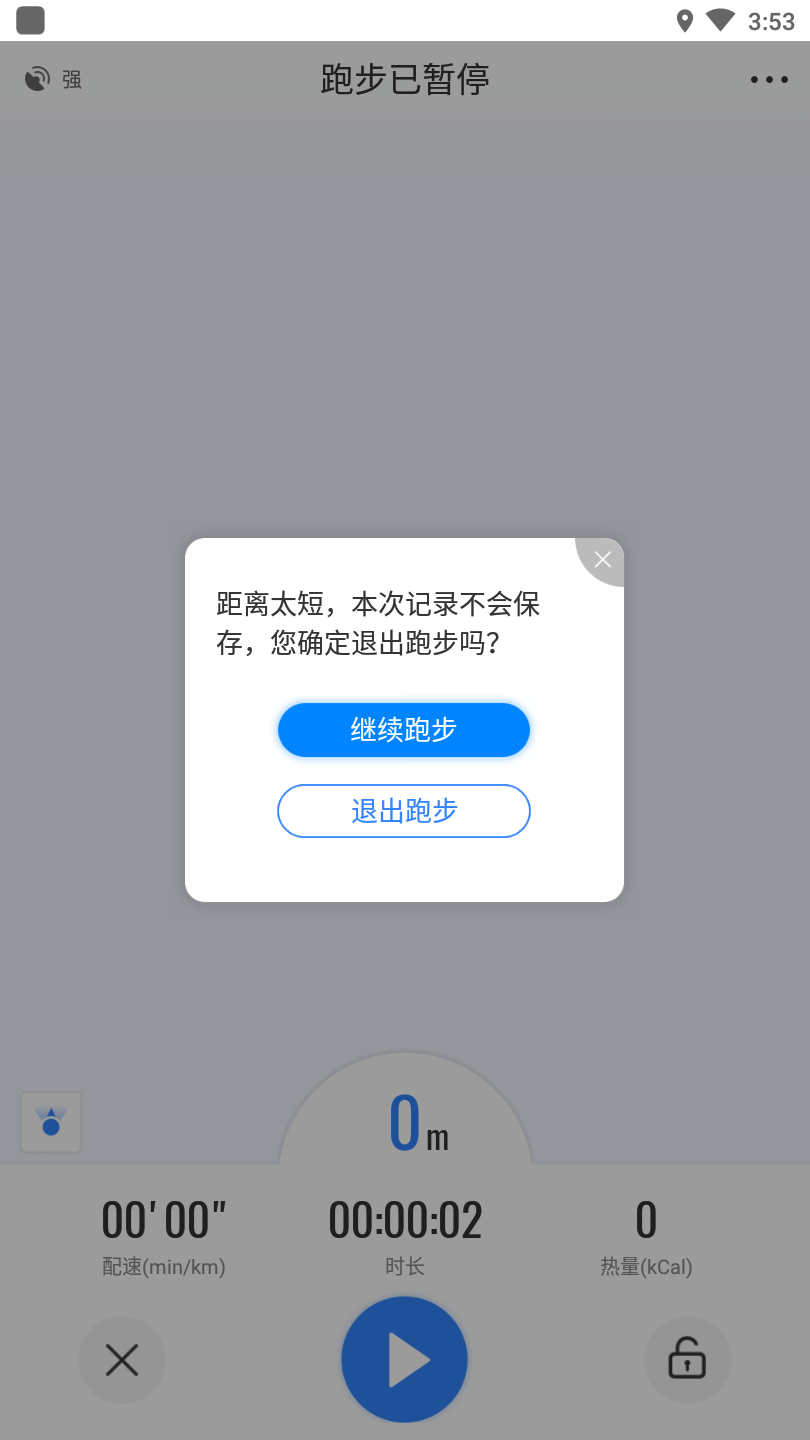 3:53
强
跑步已暂停
距离太短，本次记录不会保
存，您确定退出跑步吗？
继续跑步
退出跑步
0 m
00'00" 00:00:02 0
配速(min/km) 时长 热量(kCal)